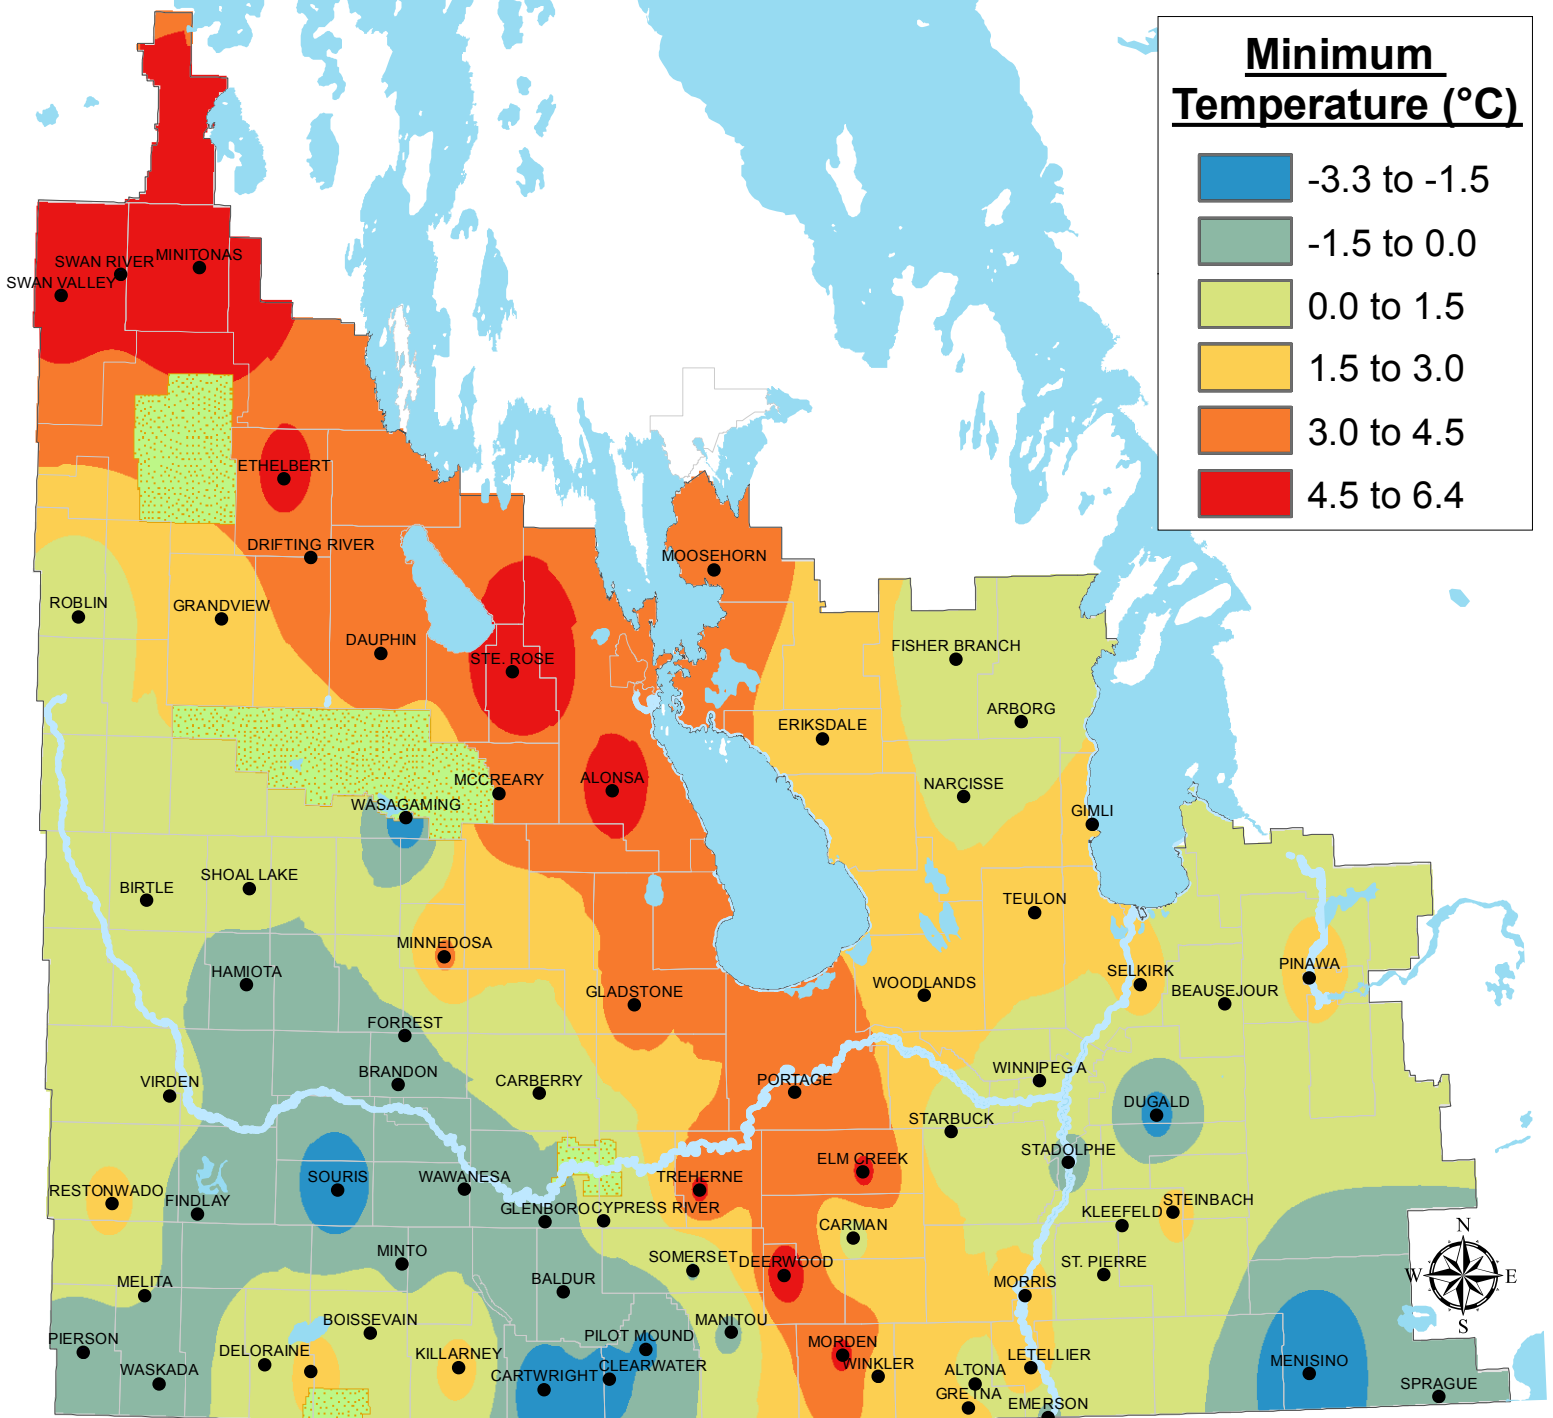 Minimum
Temperature (°C)
-3.3 to -1.5
-1.5 to 0.0
0.0 to 1.5
1.5 to 3.0
3.0 to 4.5
4.5 to 6.4
SWAN RIVER
MINITONAS
SWAN VALLEY
ETHELBERT
DRIFTING RIVER
MOOSEHORN
ROBLIN
GRANDVIEW
DAUPHIN
STE. ROSE
FISHER BRANCH
ARBORG
ERIKSDALE
MCCREARY
ALONSA
NARCISSE
WASAGAMING
GIMLI
SHOAL LAKE
BIRTLE
TEULON
MINNEDOSA
HAMIOTA
GLADSTONE
WOODLANDS
SELKIRK
PINAWA
BEAUSEJOUR
FORREST
BRANDON
VIRDEN
CARBERRY
PORTAGE
WINNIPEG A
DUGALD
STARBUCK
STADOLPHE
ELM CREEK
RESTONWADO
FINDLAY
SOURIS
WAWANESA
TREHERNE
GLENBORO
CYPRESS RIVER
STEINBACH
KLEEFELD
CARMAN
MINTO
SOMERSET
DEERWOOD
ST. PIERRE
MELITA
BALDUR
MORRIS
N
W
E
S
PIERSON
BOISSEVAIN
MANITOU
PILOT MOUND
DELORAINE
KILLARNEY
CLEARWATER
CARTWRIGHT
MORDEN
WINKLER
LETELLIER
ALTONA
WASKADA
GRETNA
EMERSON
MENISINO
SPRAGUE